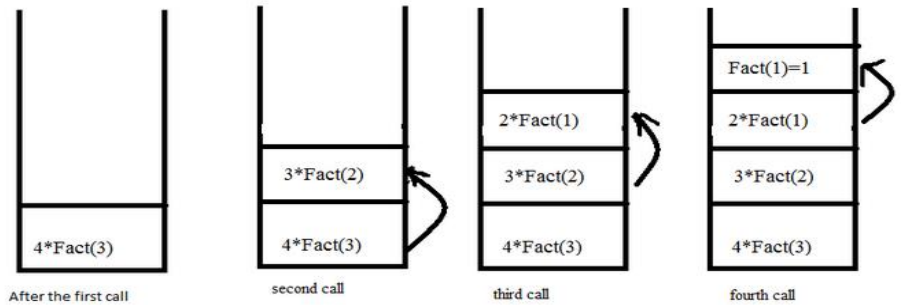 4*Fact(3)
After the first call
3*Fact(2)
4*Fact(3)
second call
2*Fact(1)
3*Fact(2)
4*Fact(3)
third call
Fact(1)=1
2*Fact(1)
3*Fact(2)
4*Fact(3)
fourth call